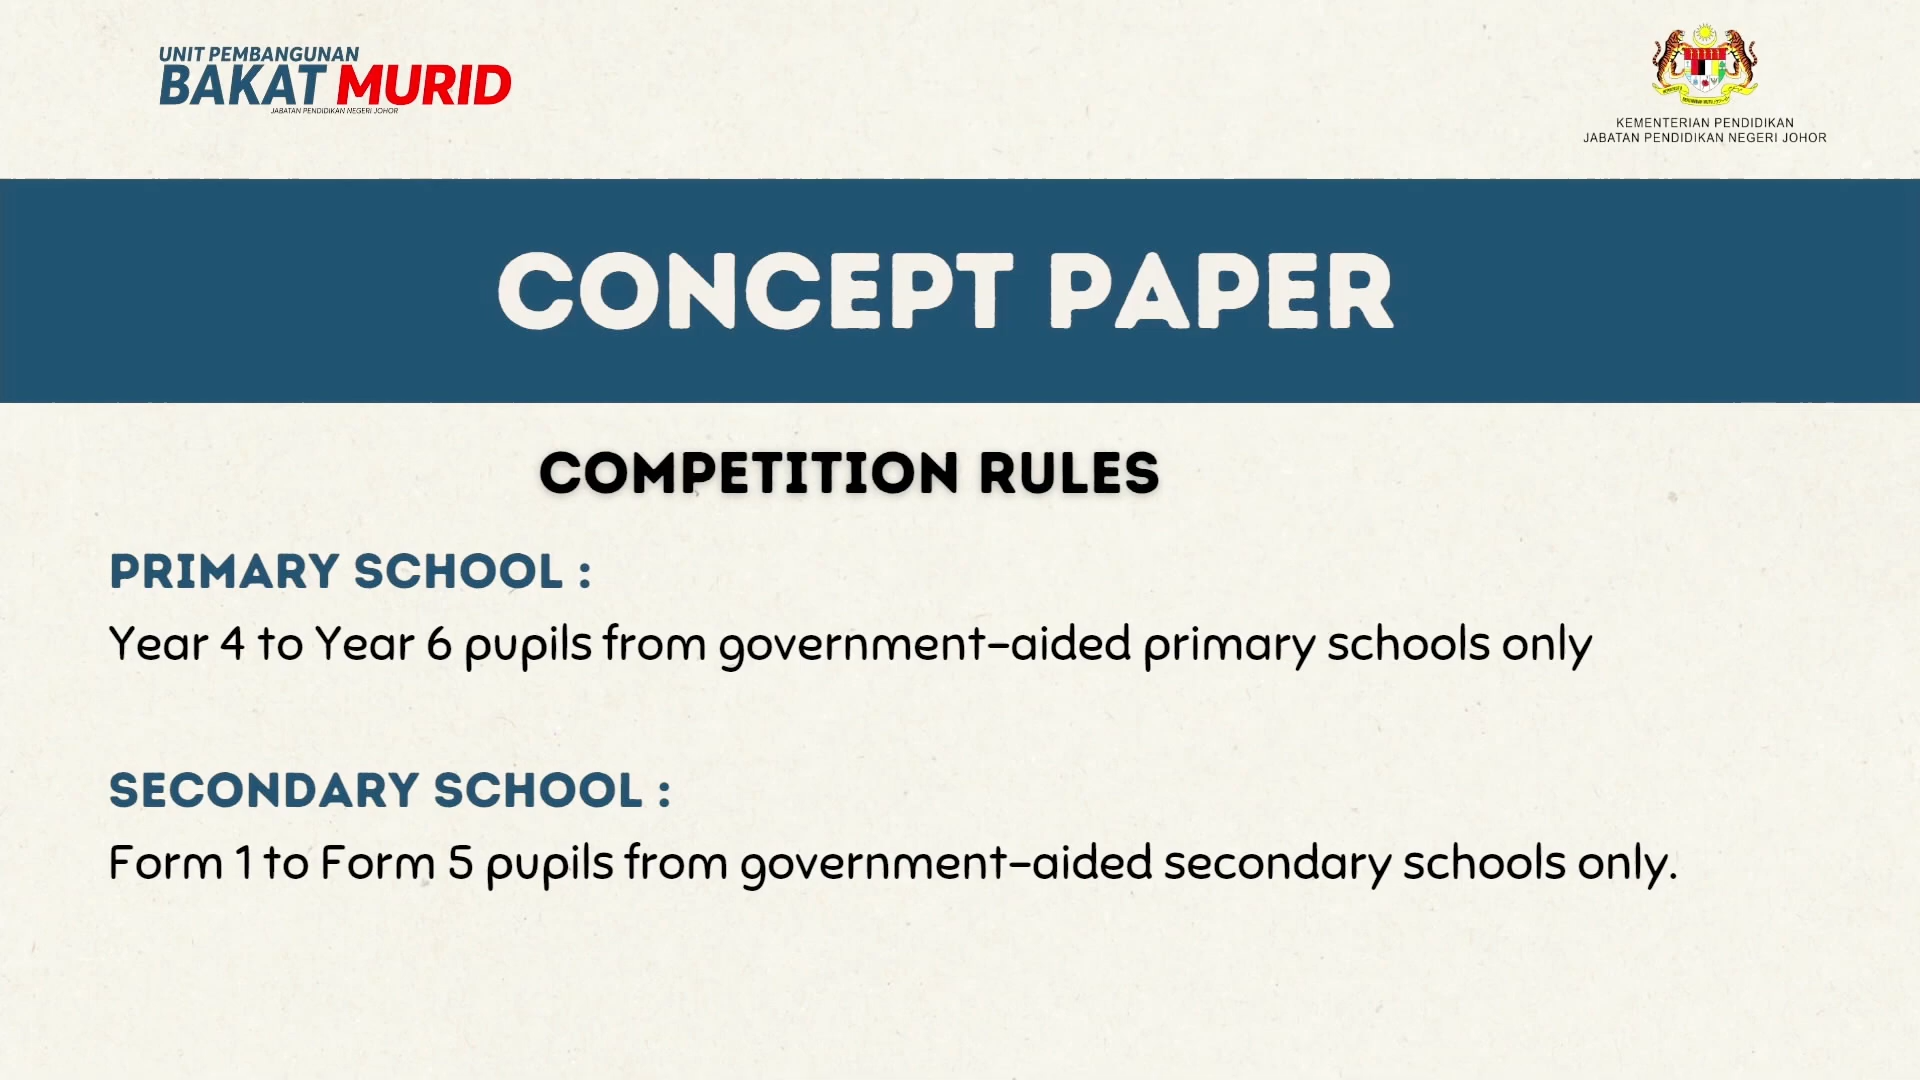 UNIT PEMBANGUNAN
BAKAT MURID
JABATAN PENDIDIKAN NEGERI JOHOR
KEMENTERIAN PENDIDIKAN
JABATAN PENDIDIKAN NEGERI JOHOR
CONCEPT PAPER
COMPETITION RULES
PRIMARY SCHOOL :
Year 4 to Year 6 pupils from government-aided primary schools only
SECONDARY SCHOOL :
Form 1 to Form 5 pupils from government-aided secondary schools only.